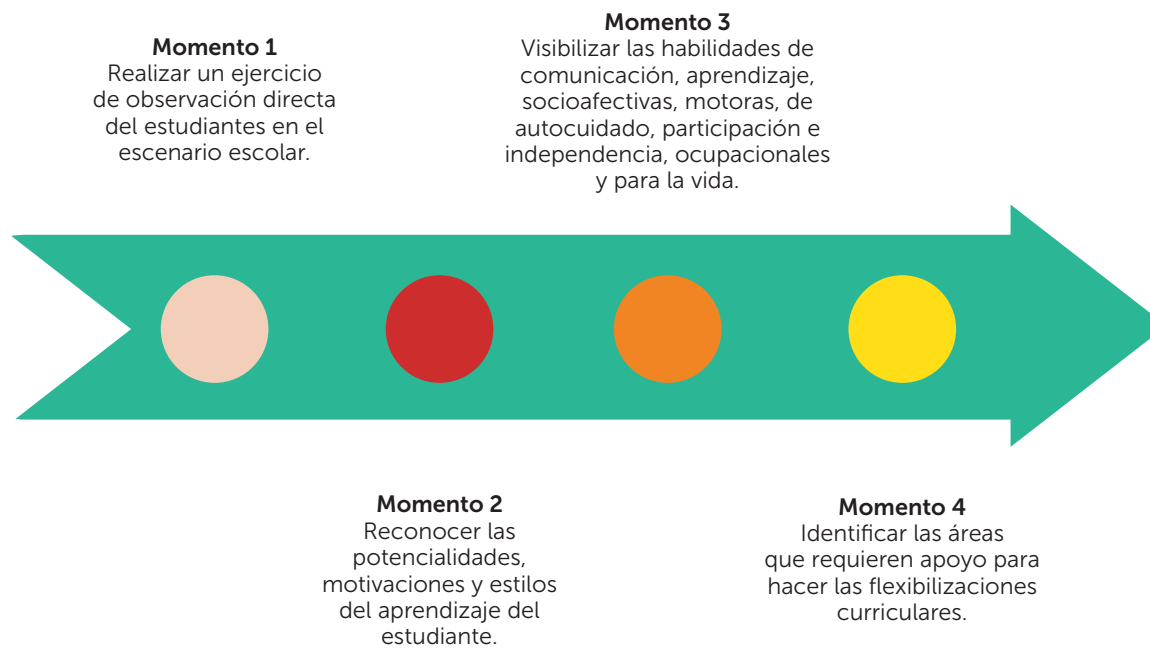 Momento 1
Realizar un ejercicio
de observación directa
del estudiantes en el
escenario escolar.
Momento 3
Visibilizar las habilidades de
comunicación, aprendizaje,
socioafectivas, motoras, de
autocuidado, participación e
independencia, ocupacionales
y para la vida.
Momento 2
Reconocer las
potencialidades,
motivaciones y estilos
del aprendizaje del
estudiante.
Momento 4
Identificar las áreas
que requieren apoyo para
hacer las flexibilizaciones
curriculares.